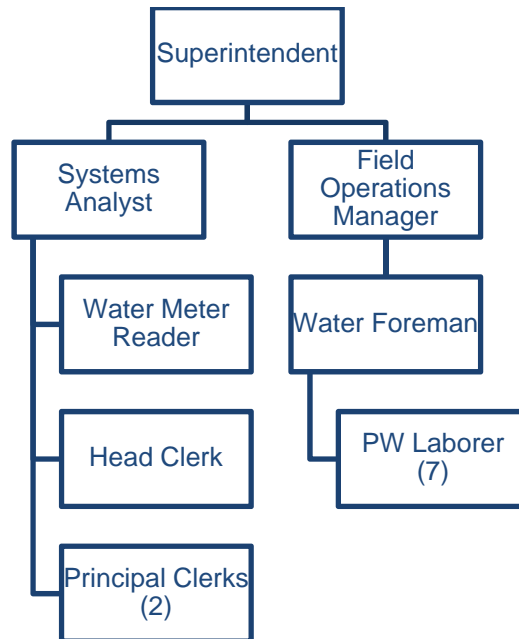 Superintendent
Systems
Analyst
Field
Operations
Manager
Water Meter
Reader
Water Foreman
Head Clerk
PW Laborer
(7)
Principal Clerks
(2)